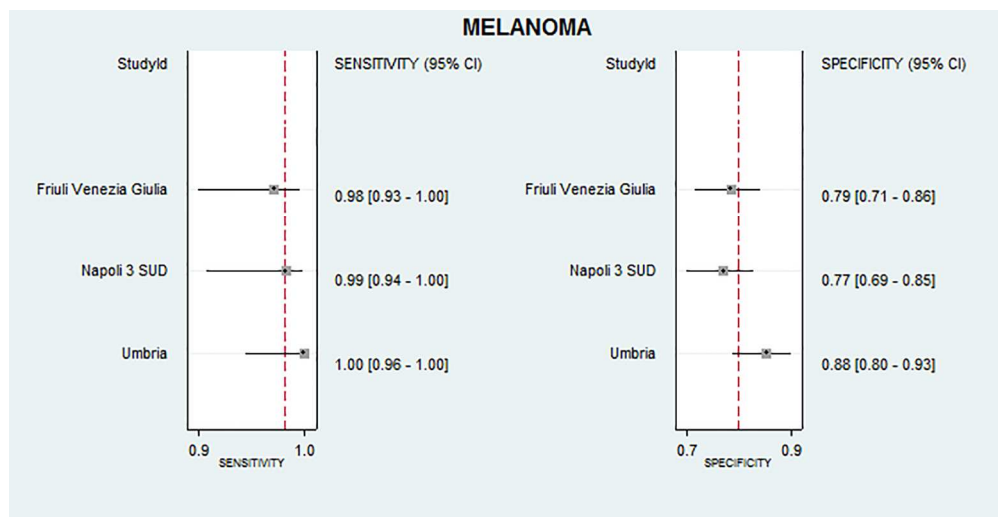 MELANOMA
StudyId
SENSITIVITY (95% CI)
Friuli Venezia Giulia
0.98 [0.93 - 1.00]
Napoli 3 SUD
0.99 [0.94 - 1.00]
Umbria
1.00 [0.96 - 1.00]
0.9
1.0
SENSITIVITY
StudyId
SPECIFICITY (95% CI)
Friuli Venezia Giulia
0.79 [0.71 - 0.86]
Napoli 3 SUD
0.77 [0.69 - 0.85]
Umbria
0.88 [0.80 - 0.93]
0.7
0.9
SPECIFICITY